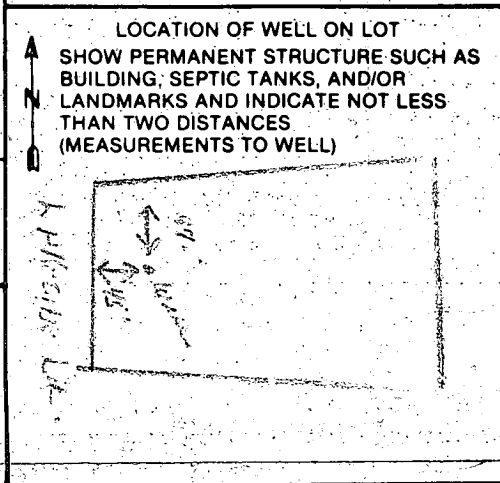 LOCATION OF WELL ON LOT
SHOW PERMANENT STRUCTURE SUCH AS
BUILDING, SEPTIC TANKS, AND/OR
N LANDMARKS AND INDICATE NOT LESS
THAN TWO DISTANCES
(MEASUREMENTS TO WELL)